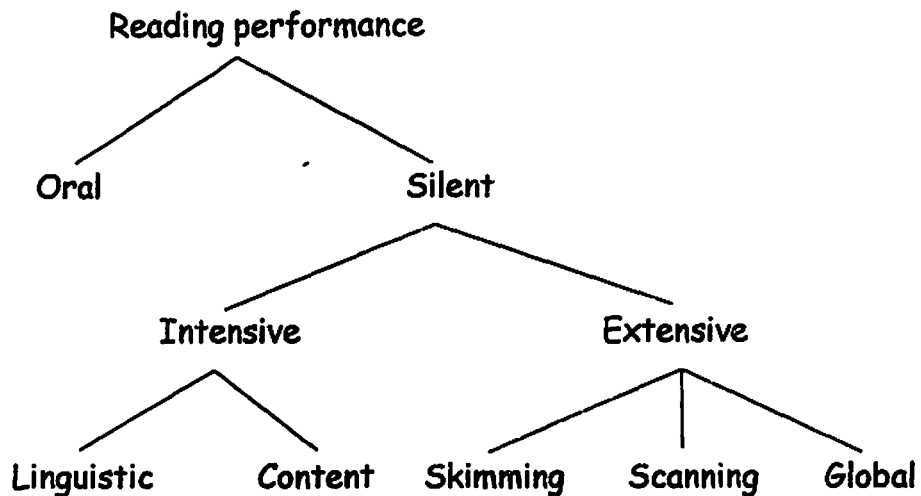 Reading performance
Oral Silent
Intensive Extensive
Linguistic Content Skimming Scanning Global